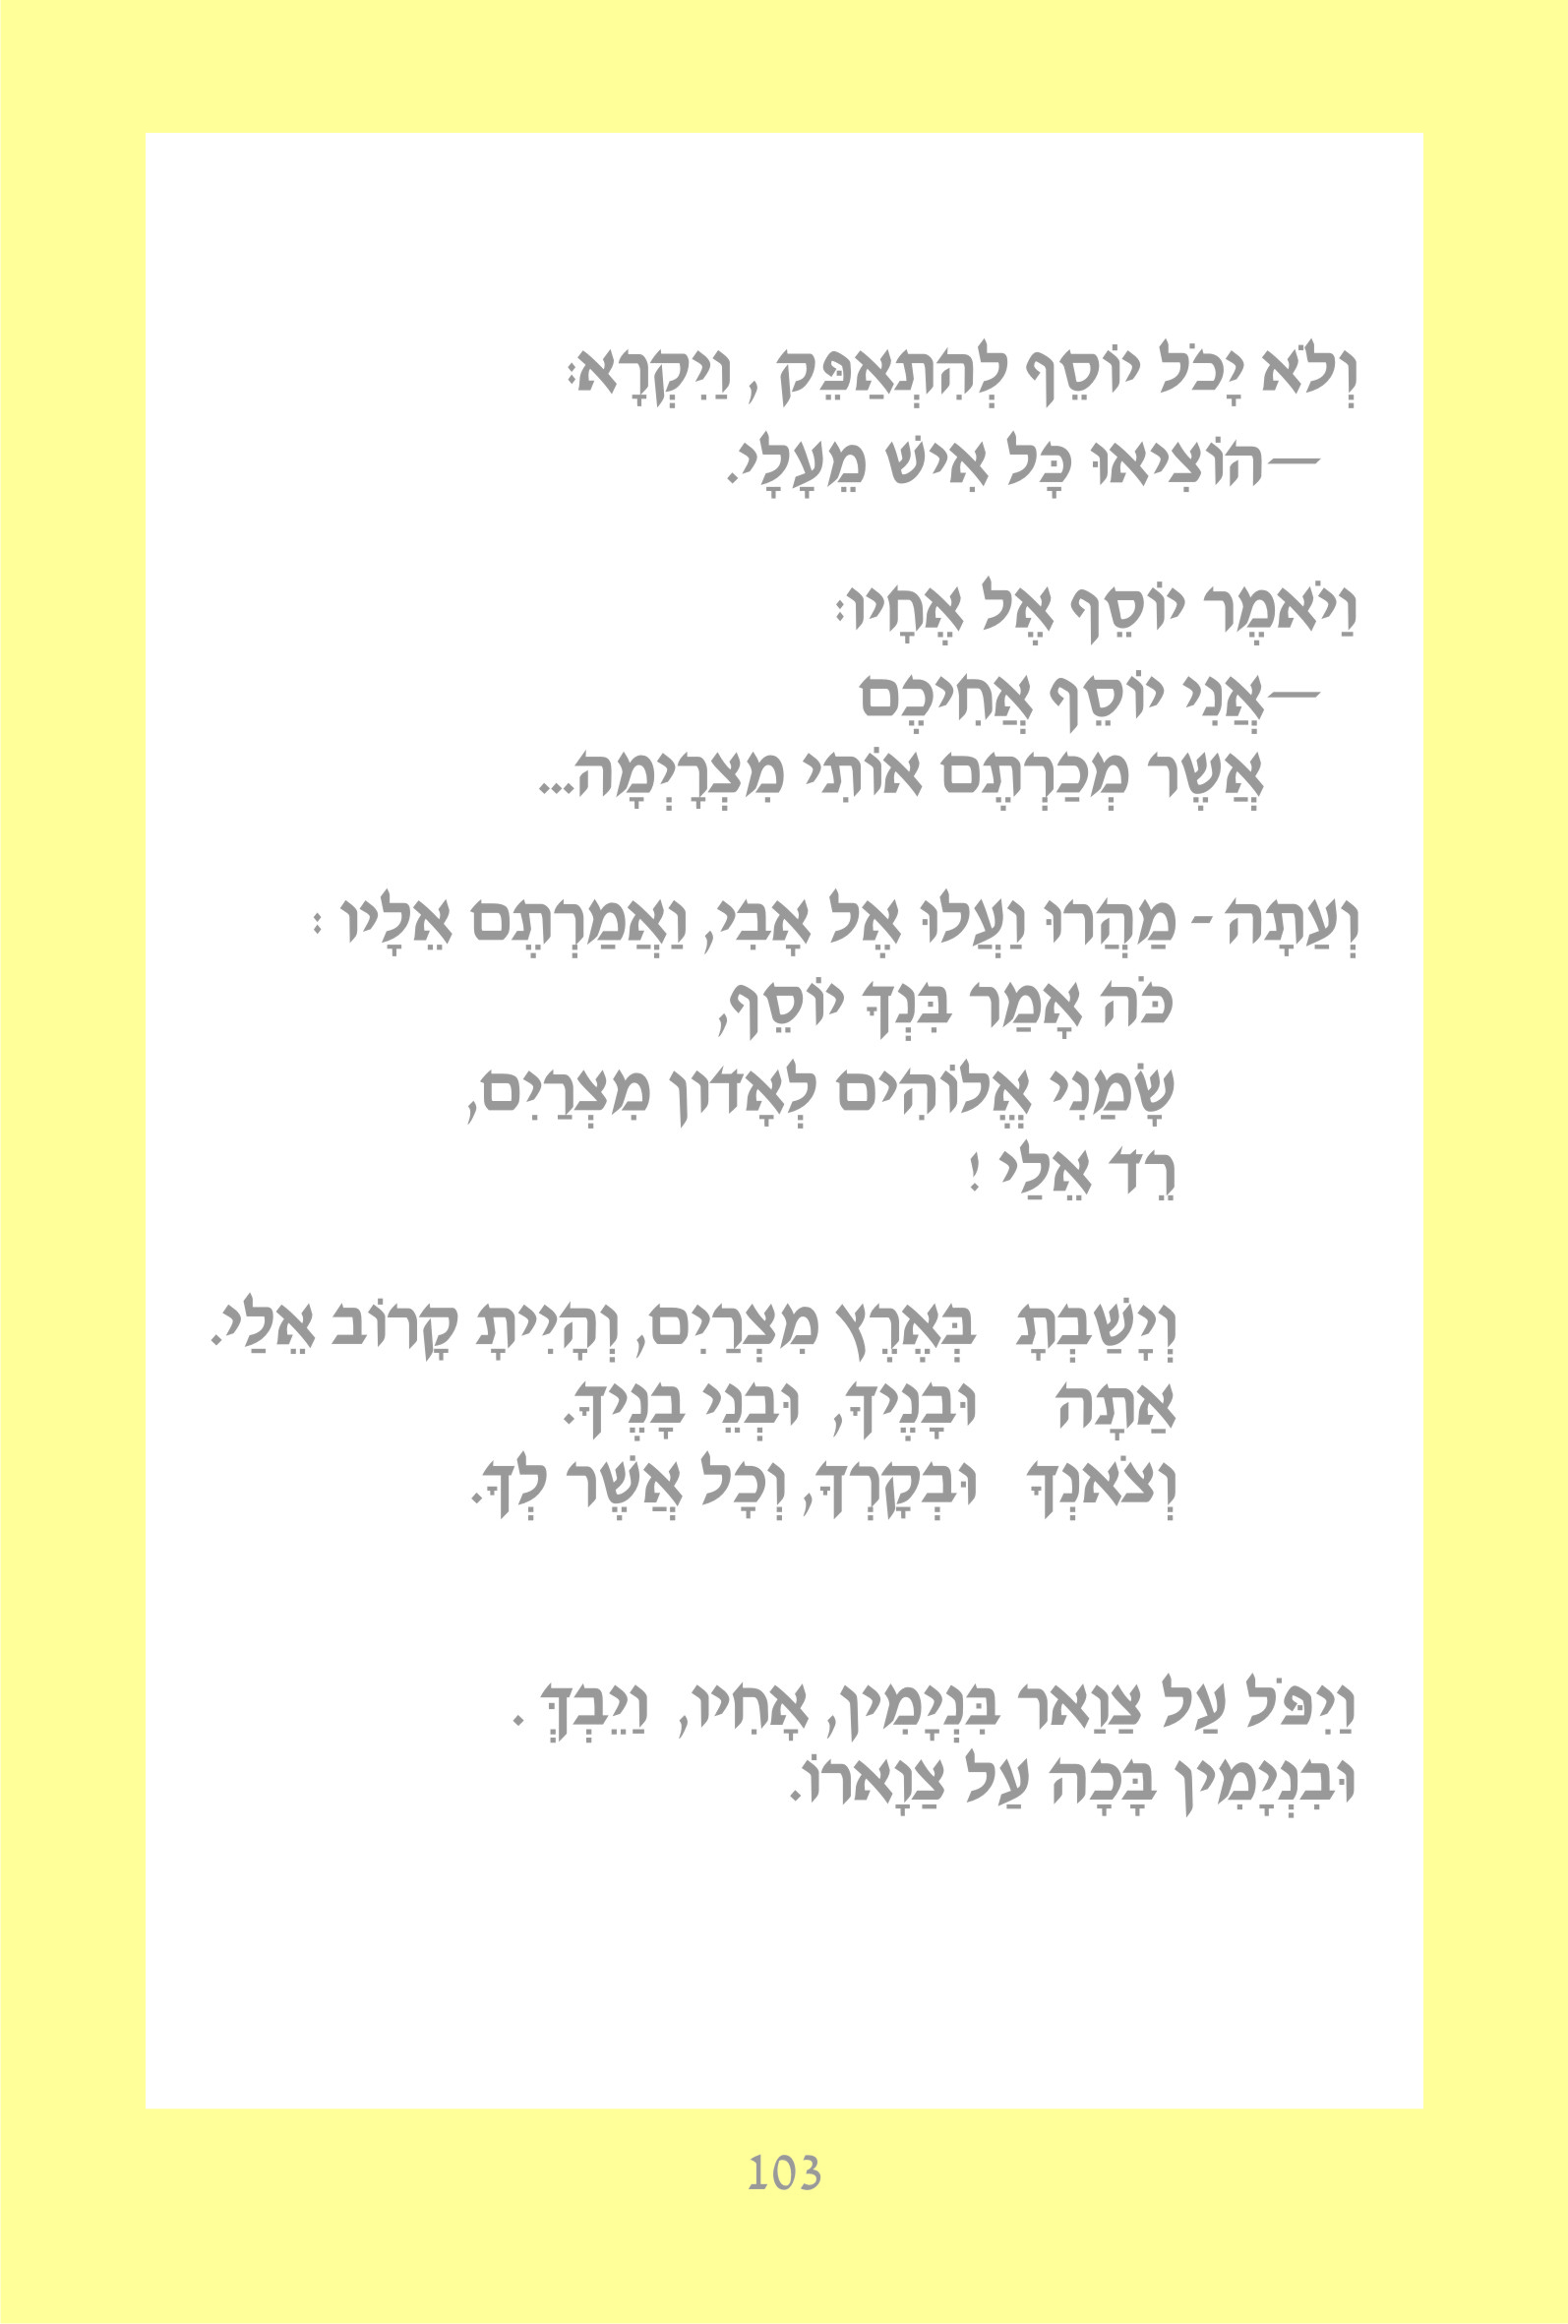 וְלֹא יָכֹל יוֹסֵף לְהִתְאַפֵּק , וַיִקְרָא:
—הוֹצִיאוּ כָּל אִישׁ מֵעָלָי.
וַיֹאמֶר יוֹסֵף אֶל אֶחָיו:
—אֲנִי יוֹסֵף אֲחִיכֶם
אֲשֶׁר מְכַרְתֶם אוֹתִי מִצְרָיְמָה...
וְעַתָה - מַהֲרוּ וַעֲלוּ אֶל אָבִי, וַאֲמַרְתֶם אֵלָיו :
כֹּה אָמַר בִּנְךָ יוֹסֵף,
שָׂמַנִי אֱלוֹהִים לְאָדוֹן מִצְרַיִם,
רֵד אֵלַי !
וְיָשַׁבְתָ בְּאֶרֶץ מִצְרַיִם, וְהָיִיתָ קָרוֹב אֵלַי.
אַתָה וּבָנֶיךָ, וּבְנֵי בָנֶיךָ.
וְצֹאנְךָ וּבְקָרְךָ, וְכָל אֲשֶׁר לְךָ.
וַיִפֹּל עַל צַוַאר בִּנְיָמִין, אָחִיו, וַיֵבְךְּ .
וּבִנְיָמִין בָּכָה עַל צַוָארוֹ.
103